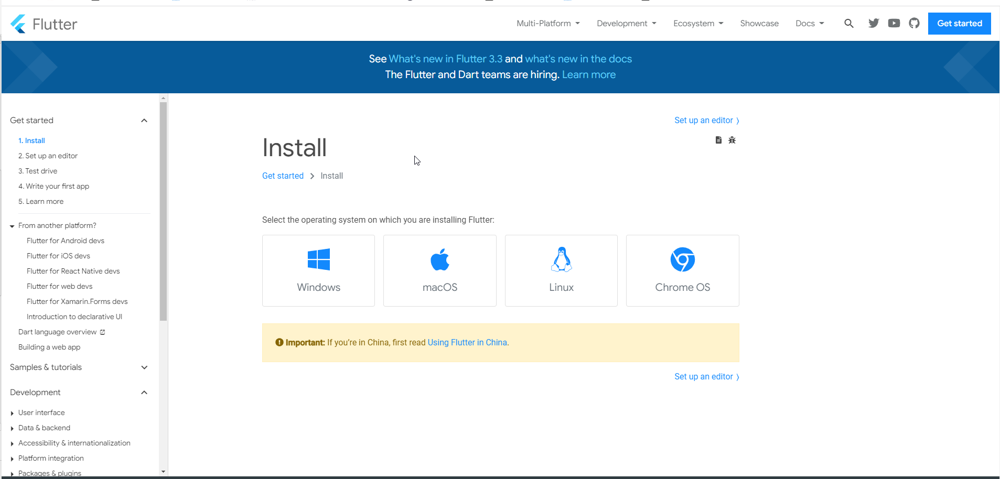 Flutter
Multi-Platform
Development
Ecosystem
Showcase
Docs
Get started
See What's new in Flutter 3.3 and what's new in the docs
The Flutter and Dart teams are hiring. Learn more
Get started
1. Install
2. Set up an editor
3. Test drive
4. Write your first app
5. Learn more
From another platform?
Flutter for Android devs
Flutter for iOS devs
Flutter for React Native devs
Flutter for web devs
Flutter for Xamarin.Forms devs
Introduction to declarative UI
Dart language overview
Building a web app
Samples & tutorials
Development
User interface
Data & backend
Accessibility & internationalization
Platform integration
Packages & plugins
Set up an editor
Install
Get started
Install
Select the operating system on which you are installing Flutter:
Windows
macOS
Linux
Chrome OS
Important: If you’re in China, first read Using Flutter in China.
Set up an editor